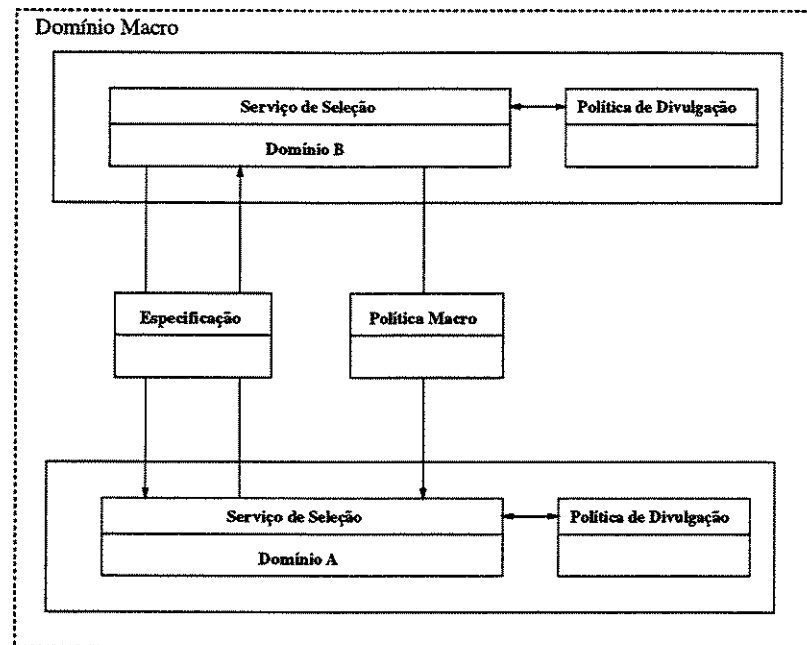 Domínio Macro
Serviço de Seleção
Política de Divulgação
Domínio B
Especificação
Política Macro
Serviço de Seleção
Política de Divulgação
Domínio A